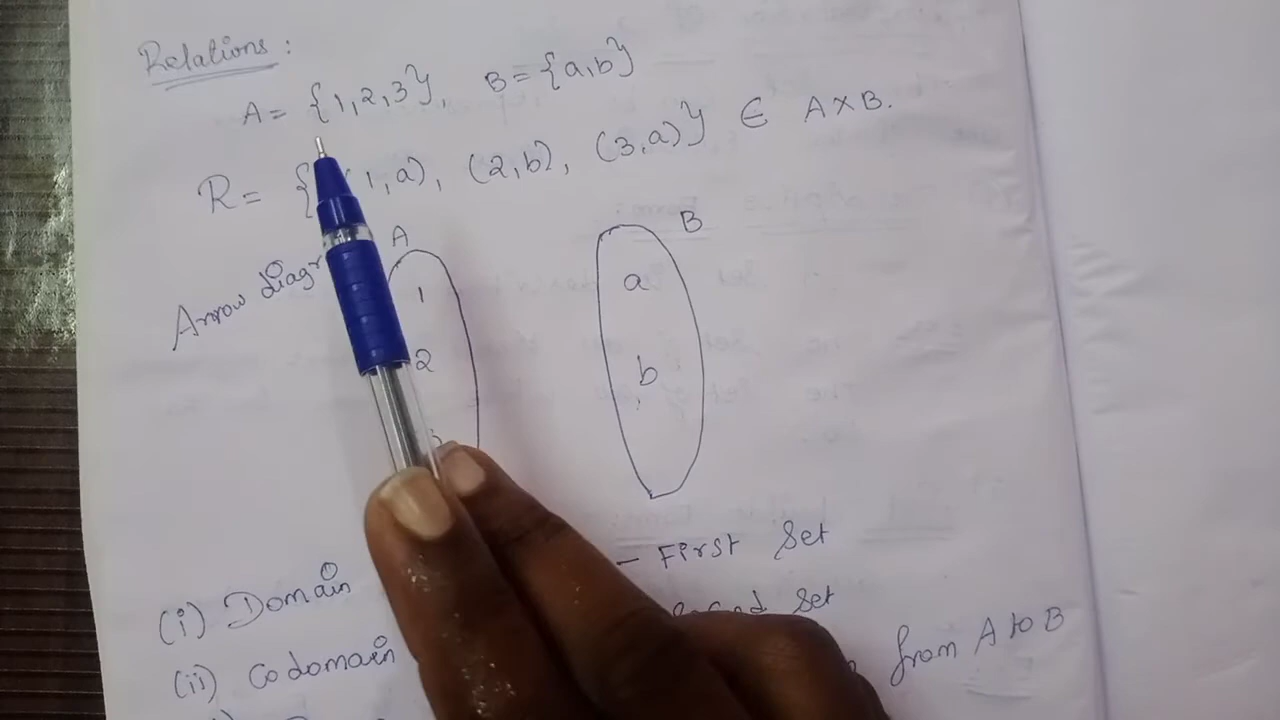 Relations :
A = {1,2,3}, B = {a,b}
R = { 1,a), (2,b), (3,a)} ∈ A×B.
A B
Arrow diagr
1 a
2 b
3
(i) Domain – First Set
(ii) Codomain Set
from A to B